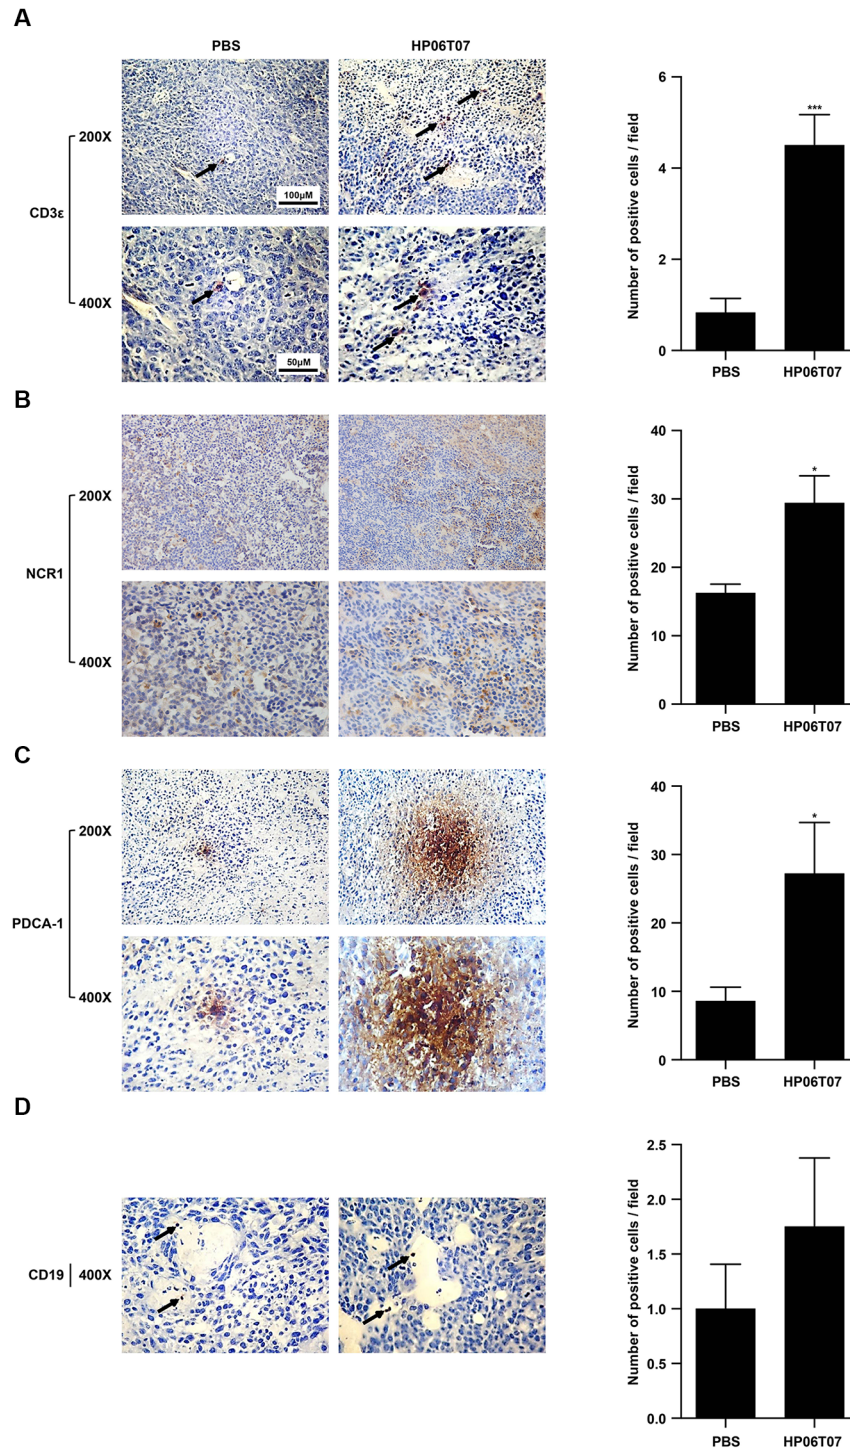 A
PBS HP06T07
CD3ε
200X
400X
100μM
50μM
Number of positive cells / field
6
4
2
0
***
PBS HP06T07
B
NCR1
200X
400X
Number of positive cells / field
40
30
20
10
0
*
PBS HP06T07
C
PDCA-1
200X
400X
Number of positive cells / field
40
30
20
10
0
*
PBS HP06T07
D
CD19 400X
Number of positive cells / field
2.5
2.0
1.5
1.0
0.5
0.0
PBS HP06T07